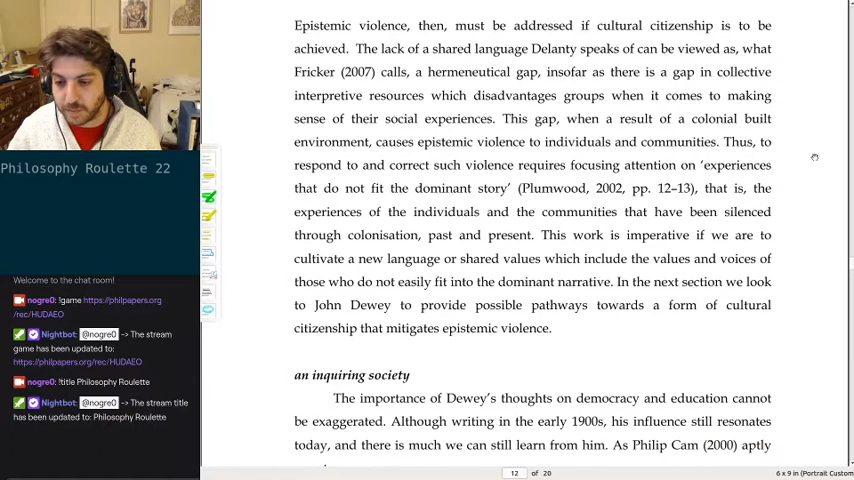 Epistemic violence, then, must be addressed if cultural citizenship is to be
achieved. The lack of a shared language Delanty speaks of can be viewed as, what
Fricker (2007) calls, a hermeneutical gap, insofar as there is a gap in collective
interpretive resources which disadvantages groups when it comes to making
sense of their social experiences. This gap, when a result of a colonial built
environment, causes epistemic violence to individuals and communities. Thus, to
respond to and correct such violence requires focusing attention on ‘experiences
that do not fit the dominant story’ (Plumwood, 2002, pp. 12–13), that is, the
experiences of the individuals and the communities that have been silenced
through colonisation, past and present. This work is imperative if we are to
cultivate a new language or shared values which include the values and voices of
those who do not easily fit into the dominant narrative. In the next section we look
to John Dewey to provide possible pathways towards a form of cultural
citizenship that mitigates epistemic violence.
an inquiring society
The importance of Dewey’s thoughts on democracy and education cannot
be exaggerated. Although writing in the early 1900s, his influence still resonates
today, and there is much we can still learn from him. As Philip Cam (2000) aptly
12 of 20
6 x 9 in (Portrait Custom
Philosophy Roulette 22
Welcome to the chat room!
nogre0: !game https://philpapers.org
/rec/HUDAEO
Nightbot: @nogre0 -> The stream
game has been updated to:
https://philpapers.org/rec/HUDAEO
nogre0: !title Philosophy Roulette
Nightbot: @nogre0 -> The stream title
has been updated to: Philosophy Roulette